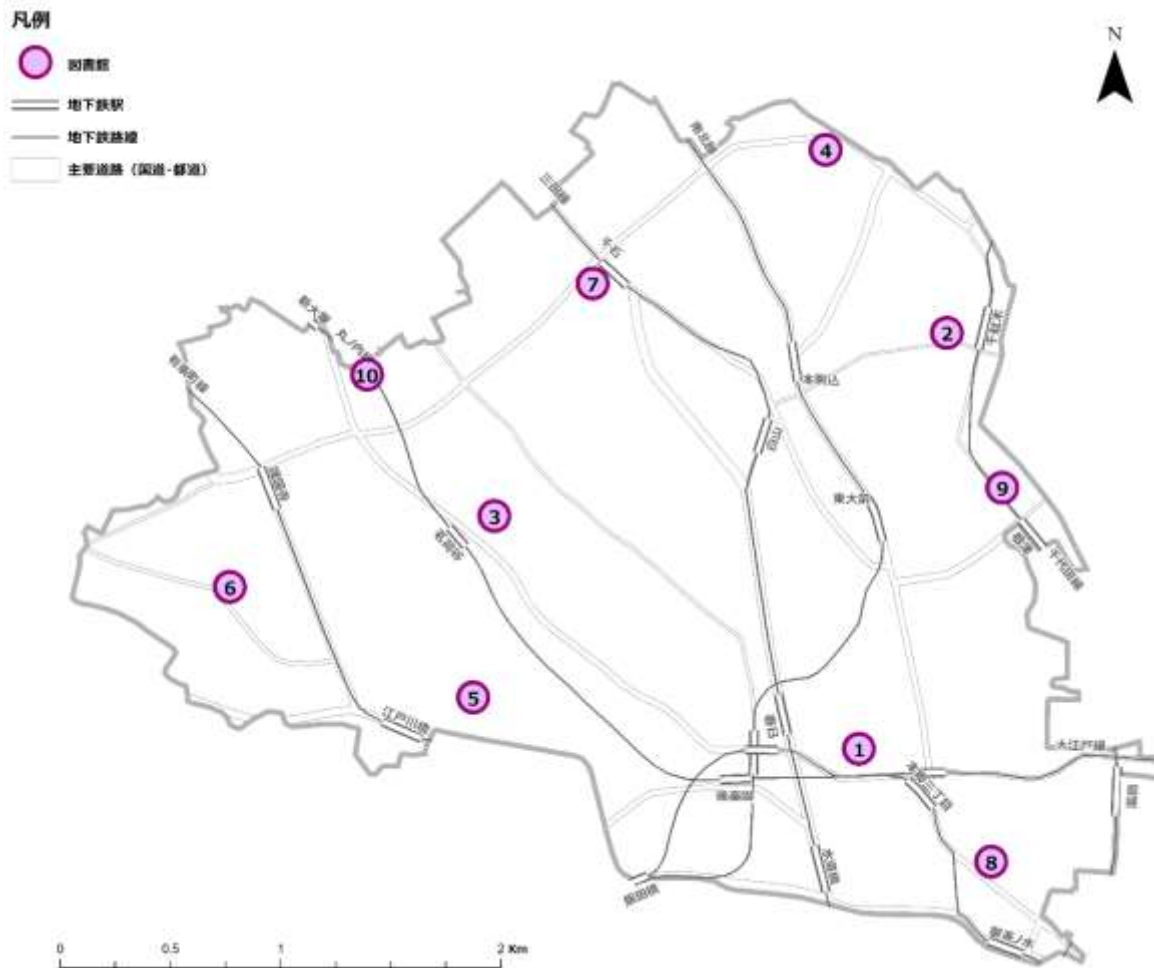 凡例
図書館
地下鉄駅
地下鉄路線
主要道路（国道・都道）
N
南北線
4
三田線
千石
7
2
千駄木
新大塚
丸ノ内線
10
有楽町線
本駒込
白山
護国寺
3
茗荷谷
東大前
9
根津
千代田線
6
5
江戸川橋
春日
1
本郷三丁目
大江戸線
湯島
後楽園
水道橋
8
飯田橋
御茶ノ水
0
0.5
1
2 Km